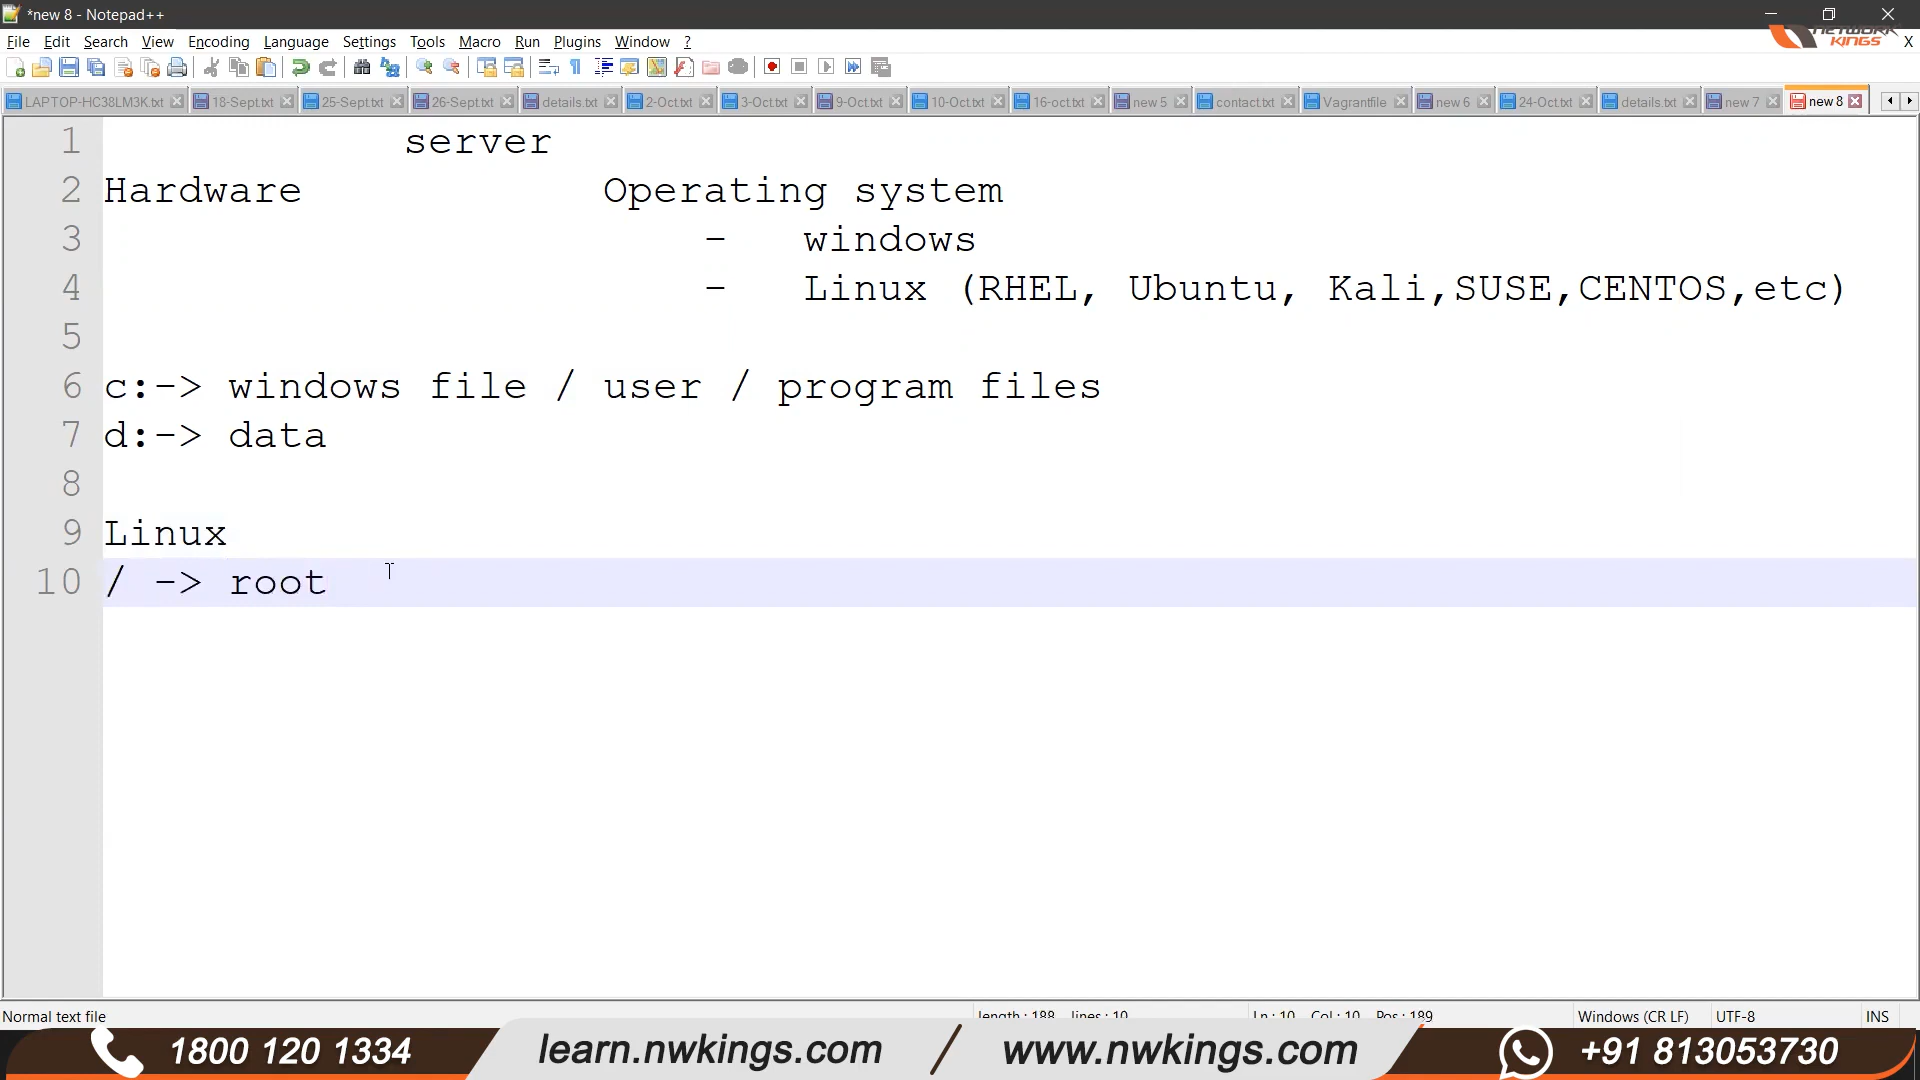 *new 8 - Notepad++
File Edit Search View Encoding Language Settings Tools Macro Run Plugins Window ? X
NETWORK
KINGS
LAPTOP-HC38LM3K.txt 18-Sept.txt 25-Sept.txt 26-Sept.txt details.txt 2-Oct.txt 3-Oct.txt 9-Oct.txt 10-Oct.txt 16-oct.txt new 5 contact.txt Vagrantfile new 6 24-Oct.txt details.txt new 7 new 8
1 server
2 Hardware Operating system
3 - windows
4 - Linux (RHEL, Ubuntu, Kali,SUSE,CENTOS,etc)
5
6 c:-> windows file / user / program files
7 d:-> data
8
9 Linux
10 / -> root
Normal text file length : 188 lines : 10 Ln : 10 Col : 10 Pos : 189 Windows (CR LF) UTF-8 INS
1800 120 1334 learn.nwkings.com / www.nwkings.com +91 813053730